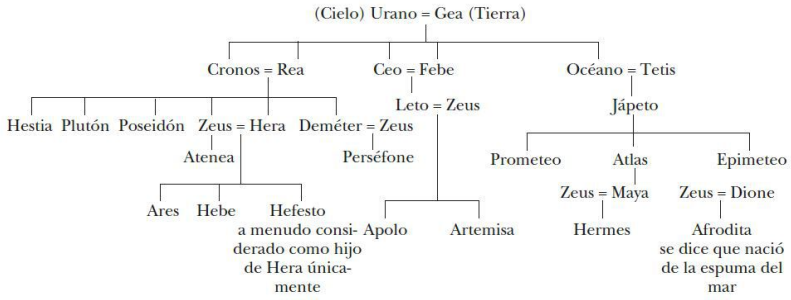 (Cielo) Urano = Gea (Tierra)
Cronos = Rea Ceo = Febe Océano = Tetis
Leto = Zeus Jápeto
Hestia Plutón Poseidón Zeus = Hera Deméter = Zeus
Atenea Perséfone Prometeo Atlas Epimeteo
Zeus = Maya Zeus = Dione
Ares Hebe Hefesto
a menudo consi-
derado como hijo
de Hera única-
mente
Apolo Artemisa Hermes Afrodita
se dice que nació
de la espuma del
mar